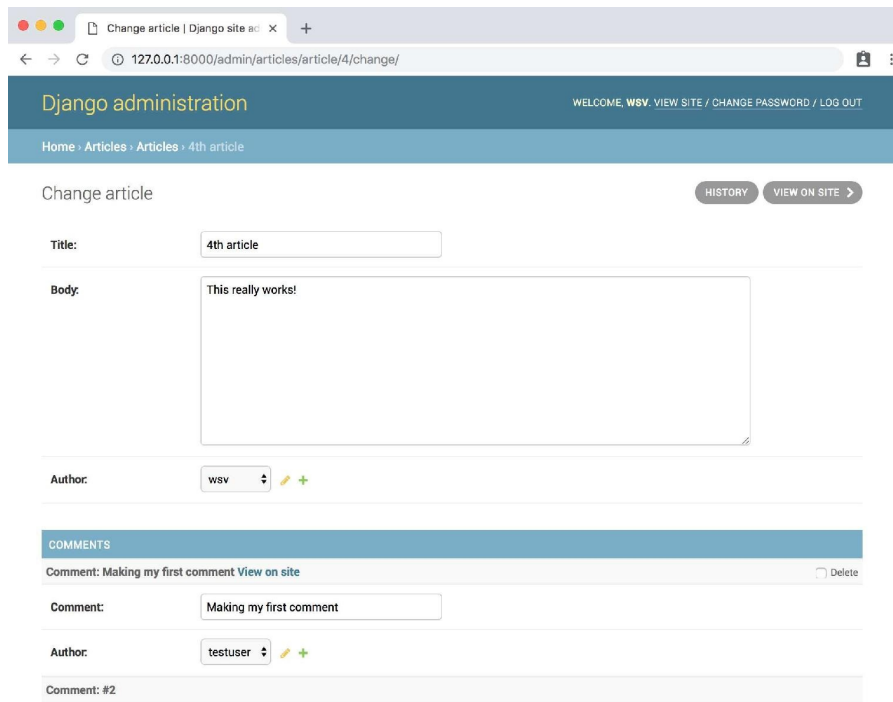 Change article | Django site ad
127.0.0.1:8000/admin/articles/article/4/change/
Django administration
WELCOME, WSV. VIEW SITE / CHANGE PASSWORD / LOG OUT
Home › Articles › Articles › 4th article
Change article
HISTORY
VIEW ON SITE
Title:
4th article
Body:
This really works!
Author:
wsv
COMMENTS
Comment: Making my first comment View on site
Delete
Comment:
Making my first comment
Author:
testuser
Comment: #2